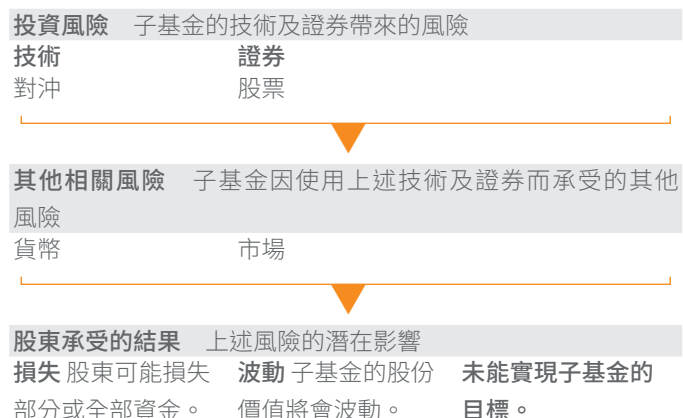 投資風險 子基金的技術及證券帶來的風險
技術 證券
對沖 股票
其他相關風險 子基金因使用上述技術及證券而承受的其他
風險
貨幣 市場
股東承受的結果 上述風險的潛在影響
損失 股東可能損失 波動 子基金的股份 未能實現子基金的
部分或全部資金。 價值將會波動。 目標。